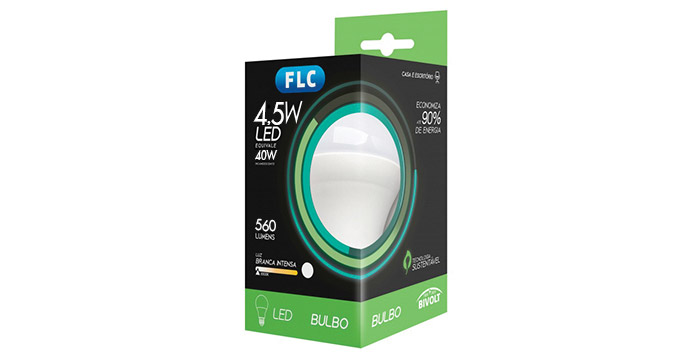 FLC
4,5W
LED
EQUIVALE
40W
560
LUMENS
LUZ
BRANCA INTENSA
LED
BULBO
CASA E ESCRITÓRIO
ECONOMIZA
ATÉ 90%
DE ENERGIA
TECNOLOGIA
SUSTENTÁVEL
BULBO
BIVOLT